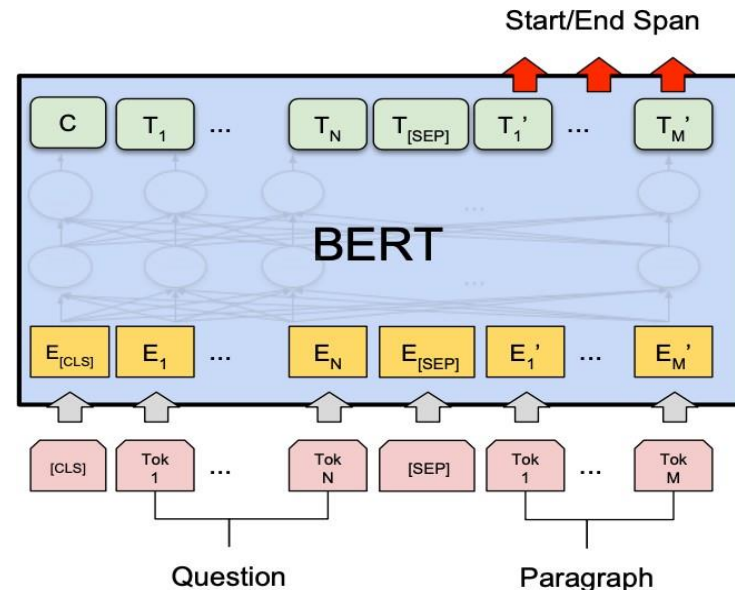 Start/End Span
C T1 ... TN T[SEP] T1’ ... TM’
...
BERT
...
E[CLS] E1 ... EN E[SEP] E1’ ... EM’
[CLS] Tok 1 ... Tok N [SEP] Tok 1 ... Tok M
Question Paragraph